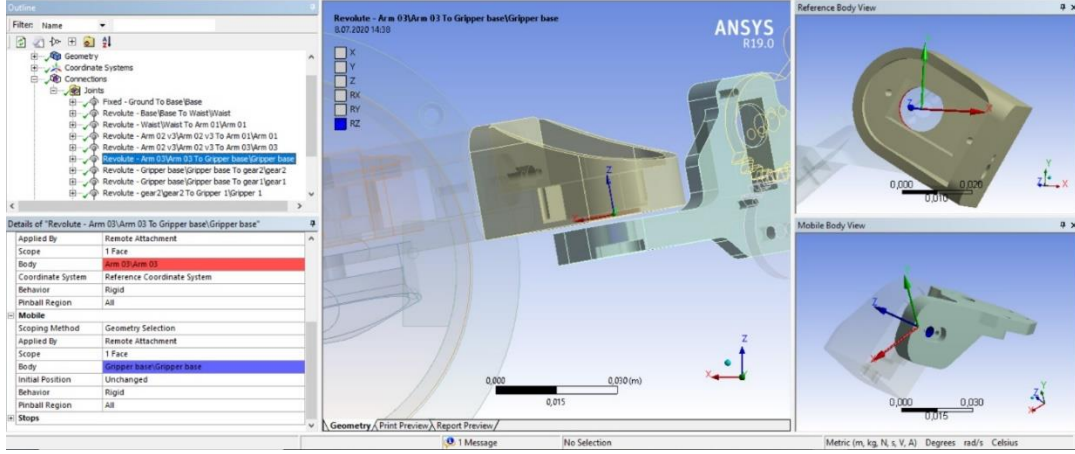 Outline
Filter: Name
Geometry
Coordinate Systems
Connections
Joints
Fixed - Ground To Base\Base
Revolute - Base\Base To Waist\Waist
Revolute - Waist\Waist To Arm 01\Arm 01
Revolute - Arm 02 v3\Arm 02 v3 To Arm 01\Arm 01
Revolute - Arm 02 v3\Arm 02 v3 To Arm 03\Arm 03
Revolute - Arm 03\Arm 03 To Gripper base\Gripper base
Revolute - Gripper base\Gripper base To gear2\gear2
Revolute - Gripper base\Gripper base To gear1\gear1
Revolute - gear2\gear2 To Gripper 1\Gripper 1
Details of "Revolute - Arm 03\Arm 03 To Gripper base\Gripper base"
Applied By Remote Attachment
Scope 1 Face
Body Arm 03\Arm 03
Coordinate System Reference Coordinate System
Behavior Rigid
Pinball Region All
Mobile
Scoping Method Geometry Selection
Applied By Remote Attachment
Scope 1 Face
Body Gripper base\Gripper base
Initial Position Unchanged
Behavior Rigid
Pinball Region All
Stops
Revolute - Arm 03\Arm 03 To Gripper base\Gripper base
8.07.2020 14:38
X
Y
Z
RX
RY
RZ
ANSYS
R19.0
Z
X
Z
X
0,000 0,030 (m)
0,015
Geometry Print Preview Report Preview
Reference Body View
Y
Z X
0,000 0,020
0,010
Y
Z X
Mobile Body View
Y
Z
X
0,000 0,030
0,015
Y
Z
X
1 Message No Selection Metric (m, kg, N, s, V, A) Degrees rad/s Celsius